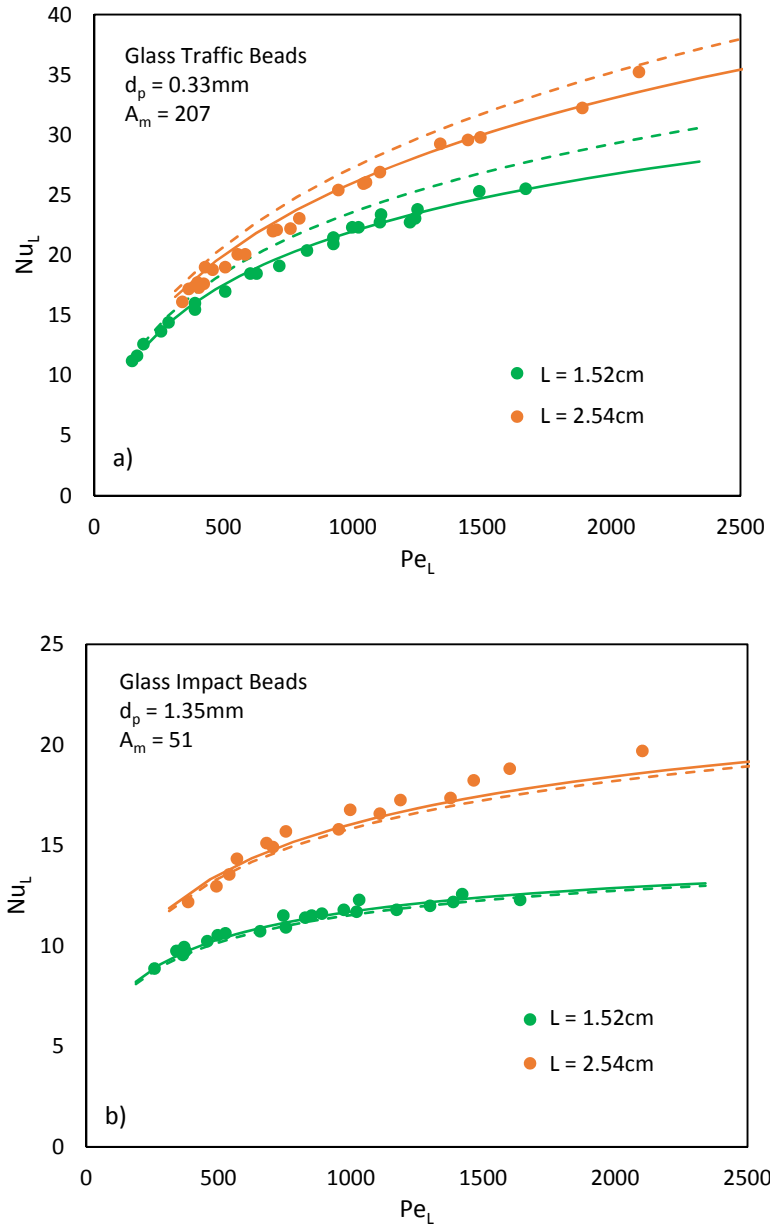 40
35
30
25
20
15
10
5
0
Nu_L
Glass Traffic Beads
d_p = 0.33mm
A_m = 207
L = 1.52cm
L = 2.54cm
a)
0 500 1000 1500 2000 2500
Pe_L
25
20
15
10
5
0
Nu_L
Glass Impact Beads
d_p = 1.35mm
A_m = 51
L = 1.52cm
L = 2.54cm
b)
0 500 1000 1500 2000 2500
Pe_L